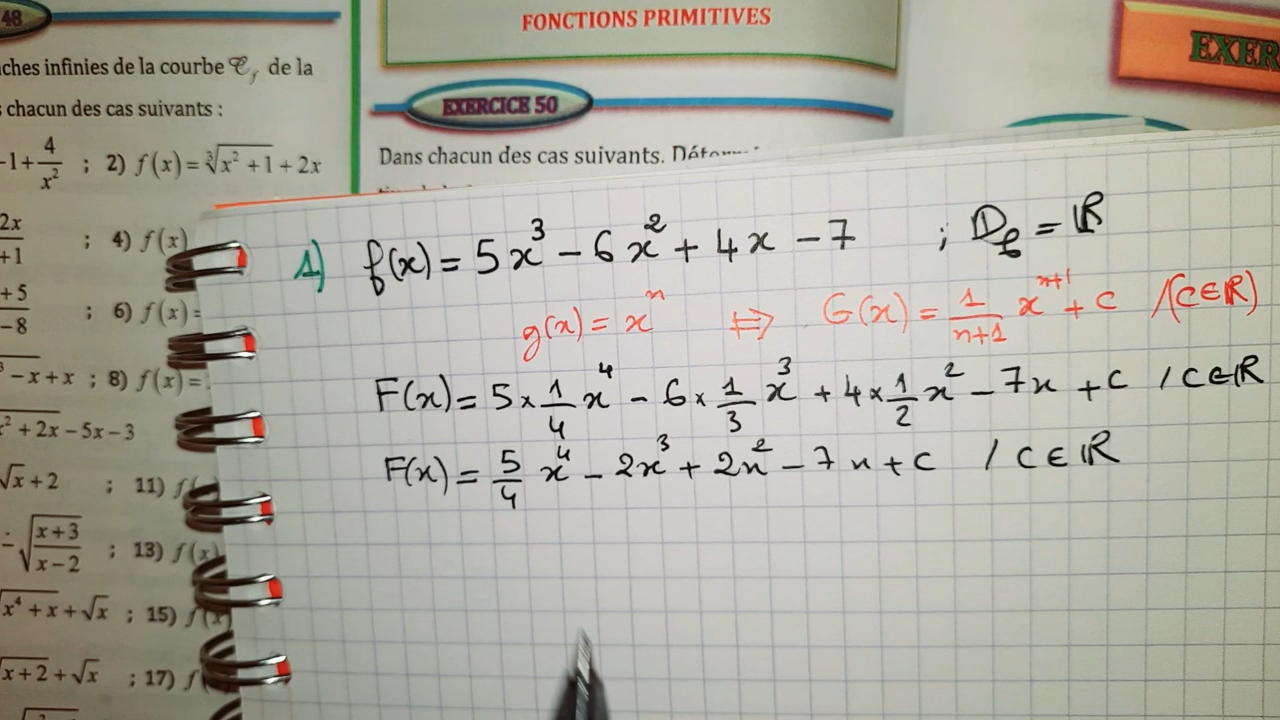 48
FONCTIONS PRIMITIVES
ches infinies de la courbe 𝒞f de la
chacun des cas suivants :
-1+4/x² ; 2) f(x)=∛(x²+1)+2x
EXERCICE 50
Dans chacun des cas suivants.
EXER
2x/+1 ; 4) f(x)
+5/-8 ; 6) f(x)=
-x+x ; 8) f(x)=
+2x-5x-3
√x+2 ; 11) f
√((x+3)/(x-2)) ; 13) f(x)
√(x⁴+x)+√x ; 15) f(x)
√(x+2)+√x ; 17) f
1) f(x) = 5x³ - 6x² + 4x - 7 ; Df = ℝ
g(x) = xⁿ ⟺ G(x) = 1/(n+1) xⁿ⁺¹ + c /(c∈ℝ)
F(x) = 5×1/4 x⁴ - 6×1/3 x³ + 4×1/2 x² - 7x + c / c∈ℝ
F(x) = 5/4 x⁴ - 2x³ + 2x² - 7x + c / c∈ℝ